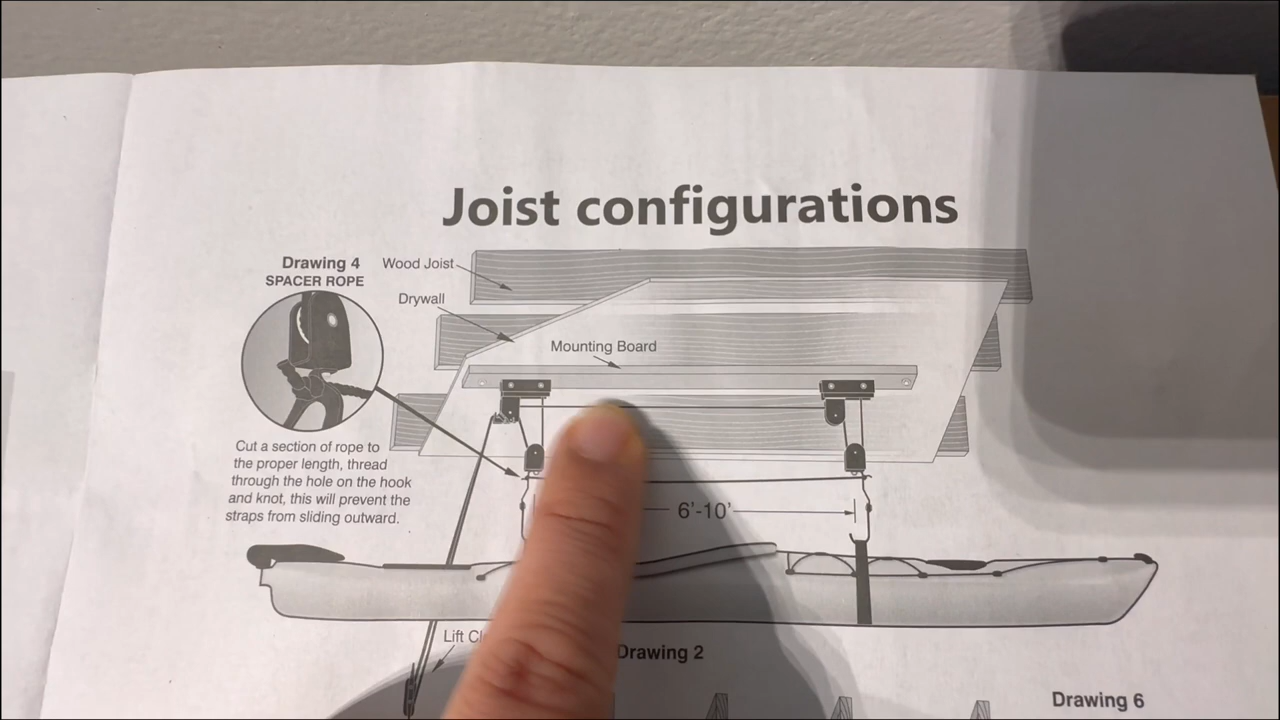 Joist configurations
Drawing 4
SPACER ROPE
Wood Joist
Drywall
Mounting Board
Cut a section of rope to
the proper length, thread
through the hole on the hook
and knot, this will prevent the
straps from sliding outward.
6'-10'
Lift
Drawing 2
Drawing 6